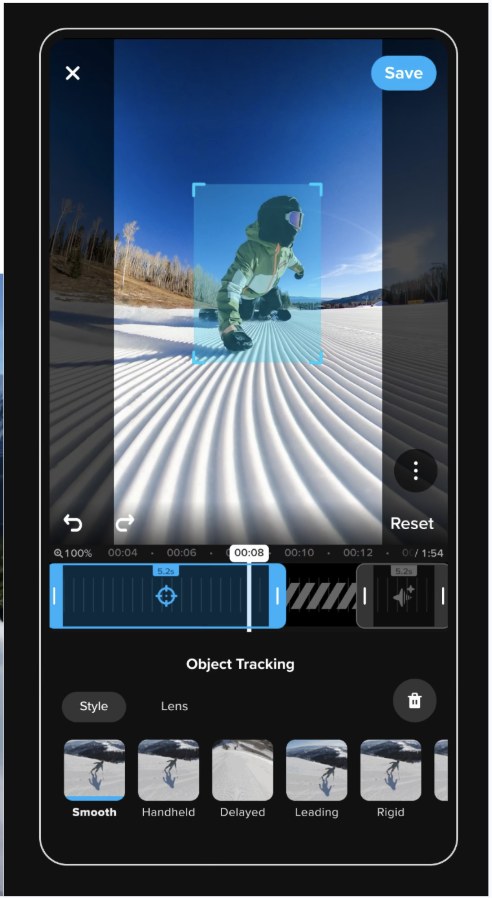 Save
Reset
100% 00:04 00:06 00:08 00:10 00:12 / 1:54
5.2s 5.2s
Object Tracking
Style Lens
Smooth Handheld Delayed Leading Rigid